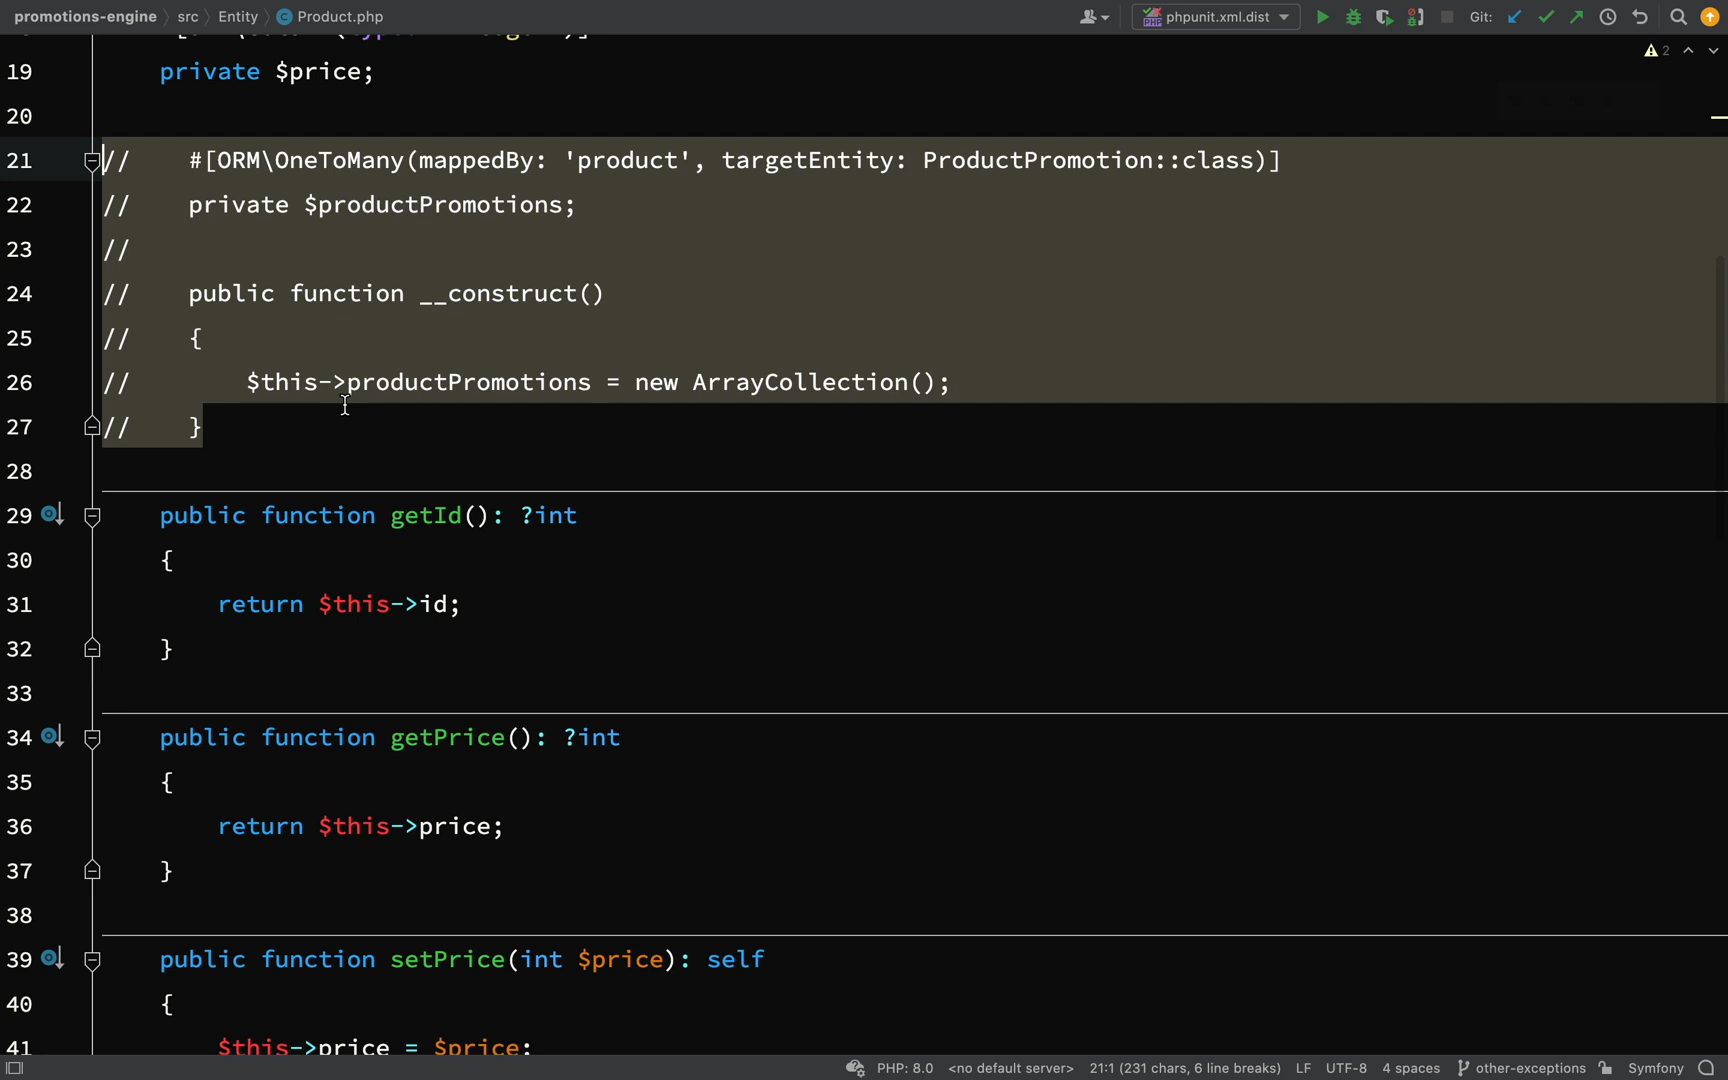 promotions-engine src Entity Product.php phpunit.xml.dist Git:
2
19 private $price;
20
21 // #[ORM\OneToMany(mappedBy: 'product', targetEntity: ProductPromotion::class)]
22 // private $productPromotions;
23 //
24 // public function __construct()
25 // {
26 // $this->productPromotions = new ArrayCollection();
27 // }
28
29 public function getId(): ?int
30 {
31 return $this->id;
32 }
33
34 public function getPrice(): ?int
35 {
36 return $this->price;
37 }
38
39 public function setPrice(int $price): self
40 {
41 $this->price = $price;
PHP: 8.0 <no default server> 21:1 (231 chars, 6 line breaks) LF UTF-8 4 spaces other-exceptions Symfony